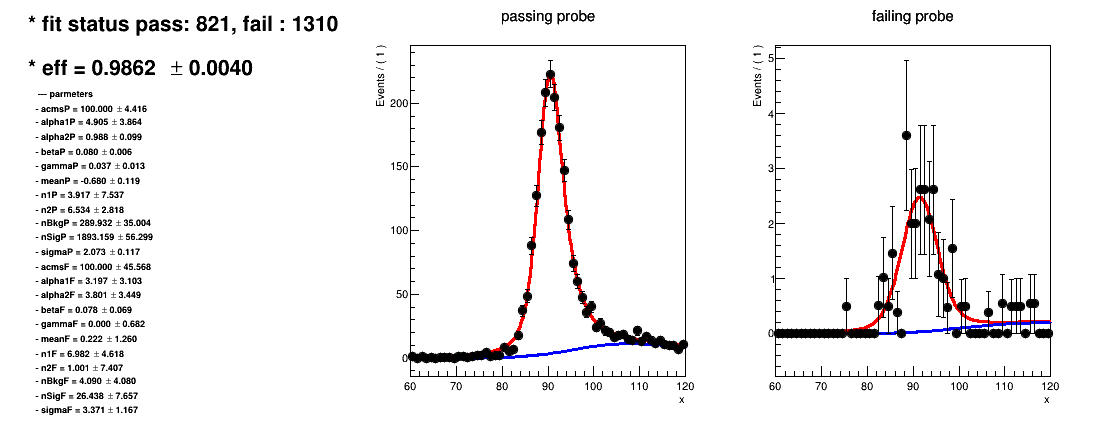 * fit status pass: 821, fail : 1310
* eff = 0.9862 ± 0.0040
--- parmeters
- acmsP = 100.000 ± 4.416
- alpha1P = 4.905 ± 3.864
- alpha2P = 0.988 ± 0.099
- betaP = 0.080 ± 0.006
- gammaP = 0.037 ± 0.013
- meanP = -0.680 ± 0.119
- n1P = 3.917 ± 7.537
- n2P = 6.534 ± 2.818
- nBkgP = 289.932 ± 35.004
- nSigP = 1893.159 ± 56.299
- sigmaP = 2.073 ± 0.117
- acmsF = 100.000 ± 45.568
- alpha1F = 3.197 ± 3.103
- alpha2F = 3.801 ± 3.449
- betaF = 0.078 ± 0.069
- gammaF = 0.000 ± 0.682
- meanF = 0.222 ± 1.260
- n1F = 6.982 ± 4.618
- n2F = 1.001 ± 7.407
- nBkgF = 4.090 ± 4.080
- nSigF = 26.438 ± 7.657
- sigmaF = 3.371 ± 1.167
passing probe
Events / ( 1 )
200
150
100
50
0
60 70 80 90 100 110 120
x
failing probe
Events / ( 1 )
5
4
3
2
1
0
60 70 80 90 100 110 120
x